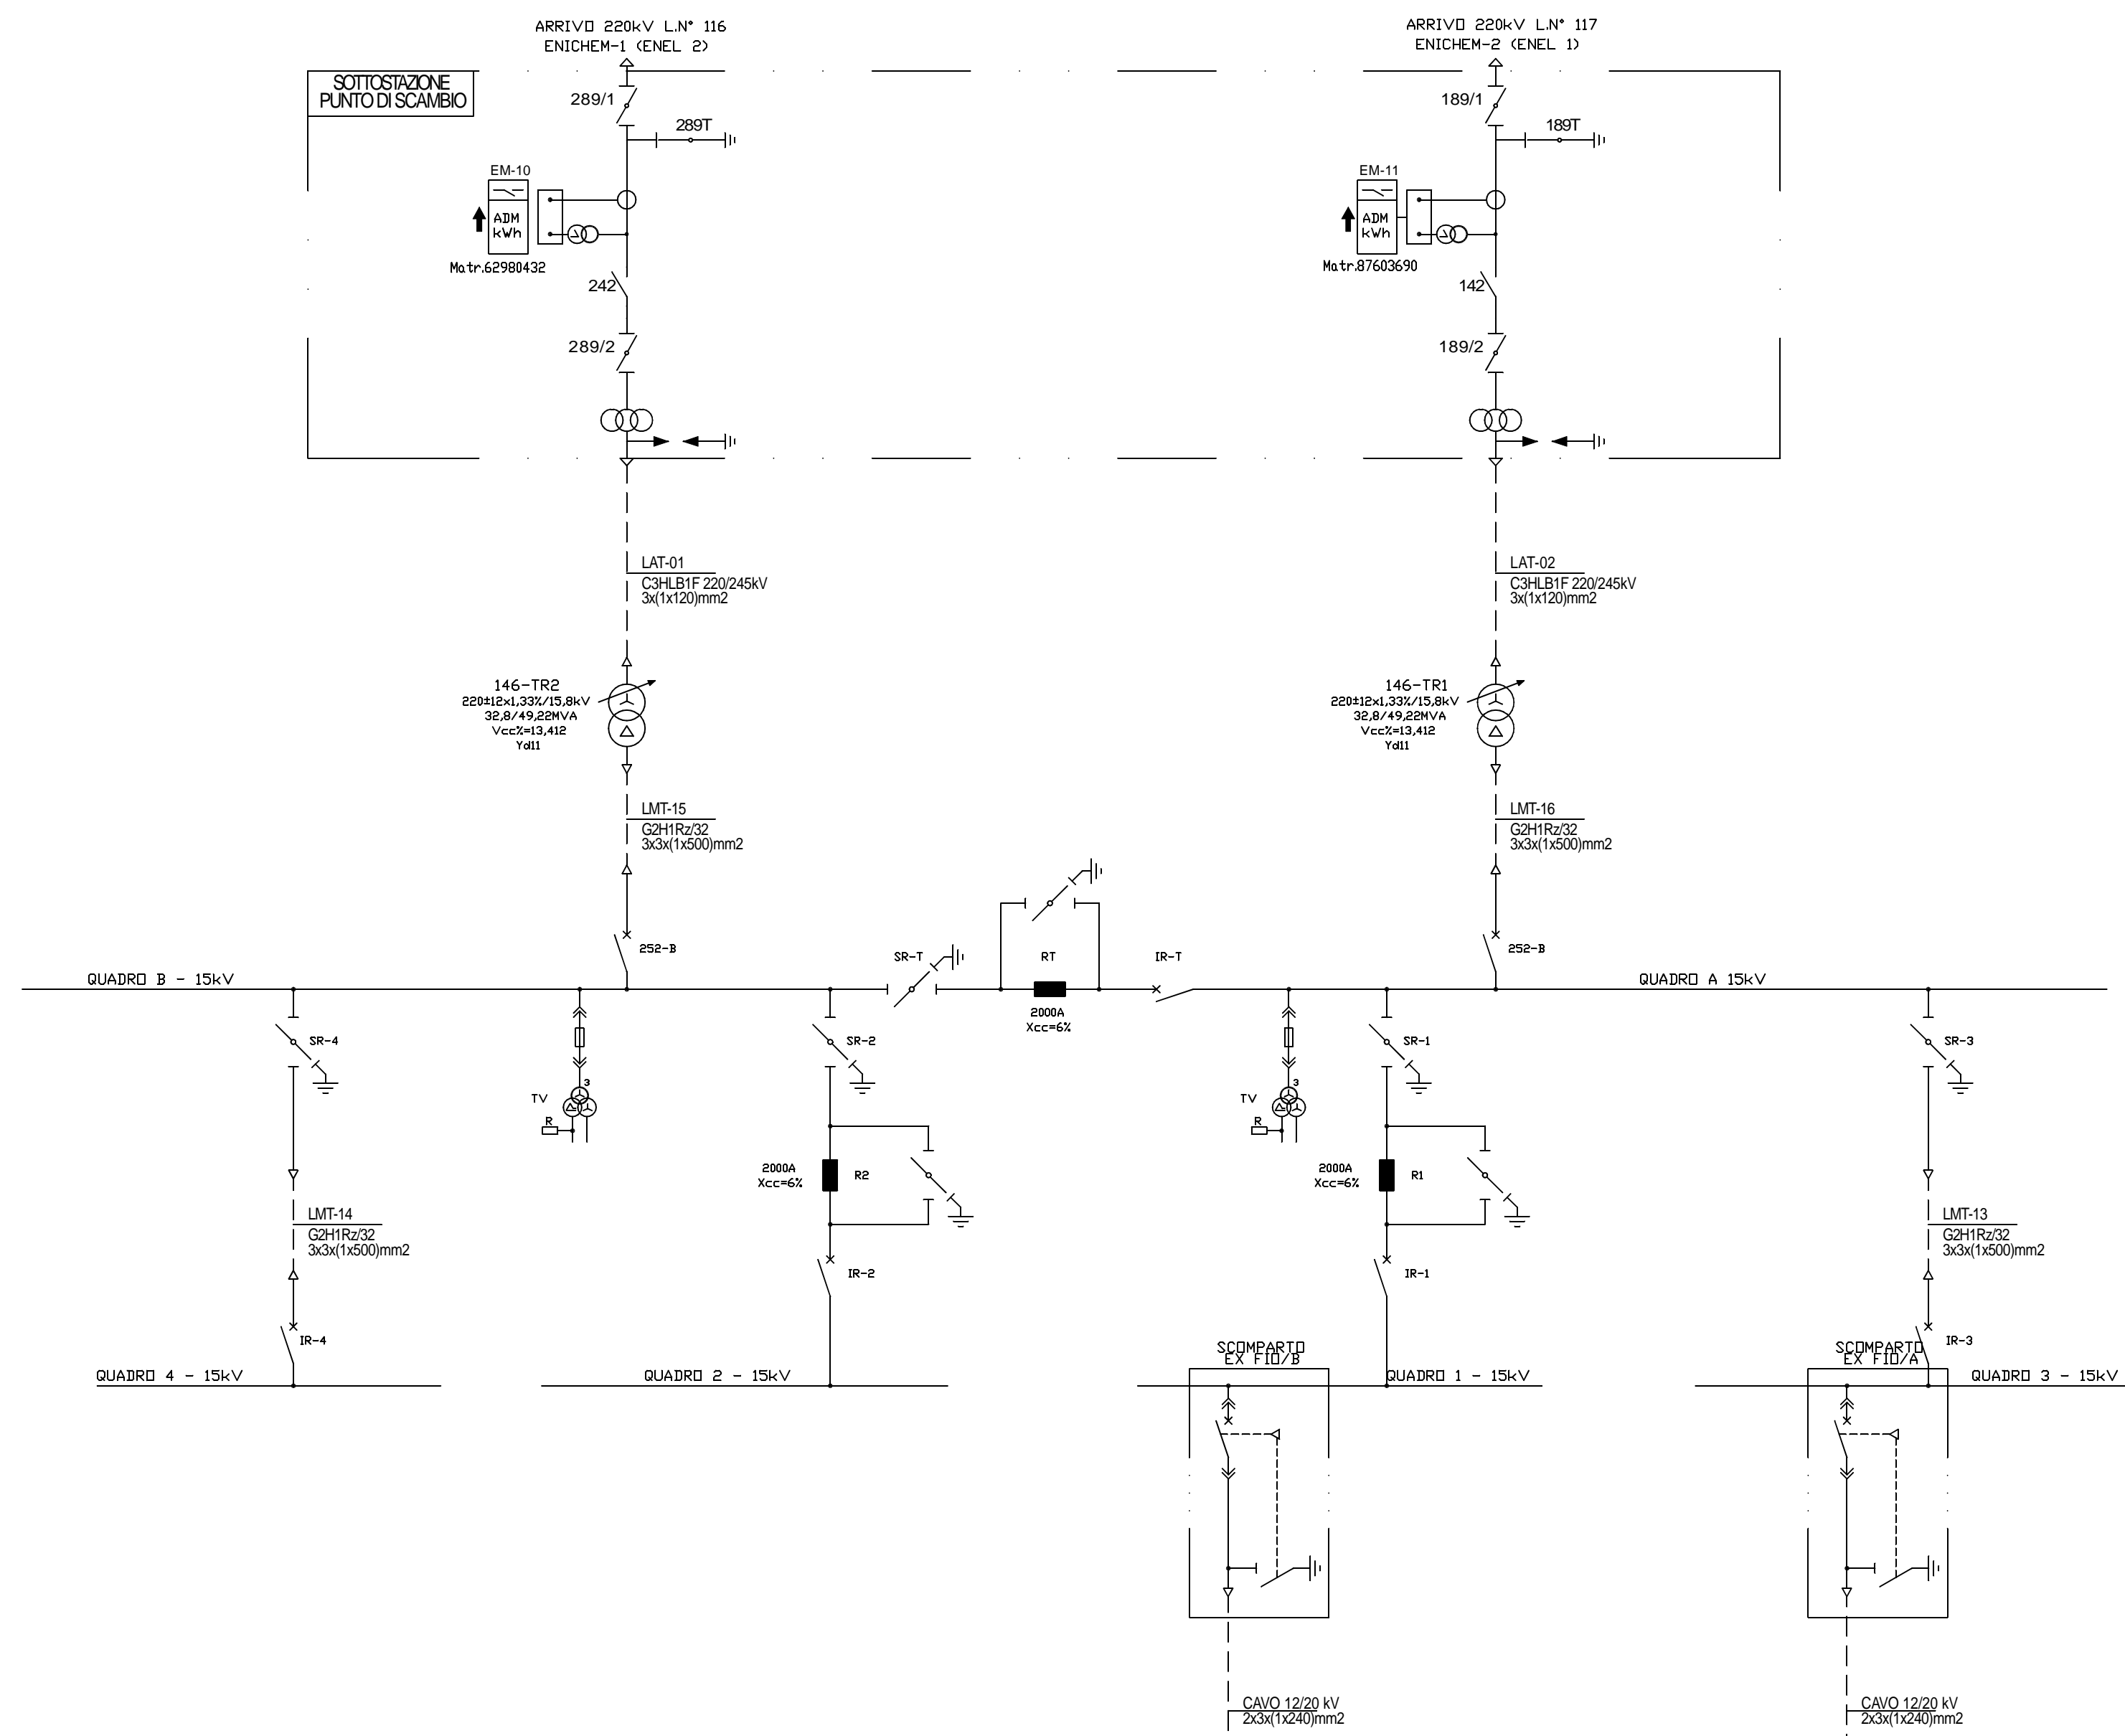 ARRIVO 220kV L.N° 116
ENICHEM-1 (ENEL 2)
ARRIVO 220kV L.N° 117
ENICHEM-2 (ENEL 1)
SOTTOSTAZIONE
PUNTO DI SCAMBIO
289/1
289T
189/1
189T
EM-10
ADM
kWh
Matr.62980432
EM-11
ADM
kWh
Matr.87603690
242
142
289/2
189/2
LAT-01
C3HLB1F 220/245kV
3x(1x120)mm2
LAT-02
C3HLB1F 220/245kV
3x(1x120)mm2
146-TR2
220±12x1,33%/15,8kV
32,8/49,22MVA
Vcc%=13,412
Yd11
146-TR1
220±12x1,33%/15,8kV
32,8/49,22MVA
Vcc%=13,412
Yd11
LMT-15
G2H1Rz/32
3x3x(1x500)mm2
LMT-16
G2H1Rz/32
3x3x(1x500)mm2
252-B
SR-T
RT
IR-T
252-B
QUADRO B - 15kV
QUADRO A 15kV
2000A
Xcc=6%
SR-4
SR-2
SR-1
SR-3
3
TV
R
3
TV
R
2000A
Xcc=6%
R2
2000A
Xcc=6%
R1
LMT-14
G2H1Rz/32
3x3x(1x500)mm2
LMT-13
G2H1Rz/32
3x3x(1x500)mm2
IR-2
IR-1
IR-4
IR-3
SCOMPARTO
EX FIO/B
SCOMPARTO
EX FIO/A
QUADRO 4 - 15kV
QUADRO 2 - 15kV
QUADRO 1 - 15kV
QUADRO 3 - 15kV
CAVO 12/20 kV
2x3x(1x240)mm2
CAVO 12/20 kV
2x3x(1x240)mm2